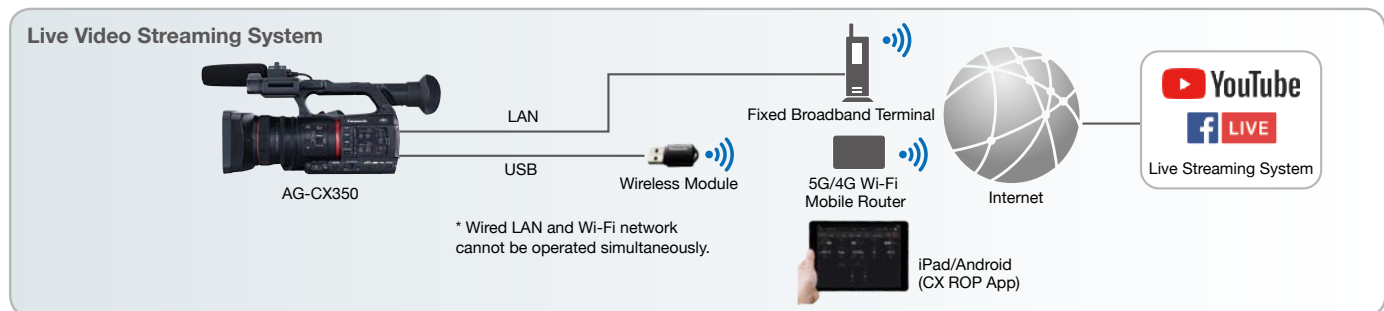 Live Video Streaming System
LAN
USB
AG-CX350
Wireless Module
* Wired LAN and Wi-Fi network
cannot be operated simultaneously.
Fixed Broadband Terminal
5G/4G Wi-Fi
Mobile Router
iPad/Android
(CX ROP App)
Internet
YouTube
f LIVE
Live Streaming System